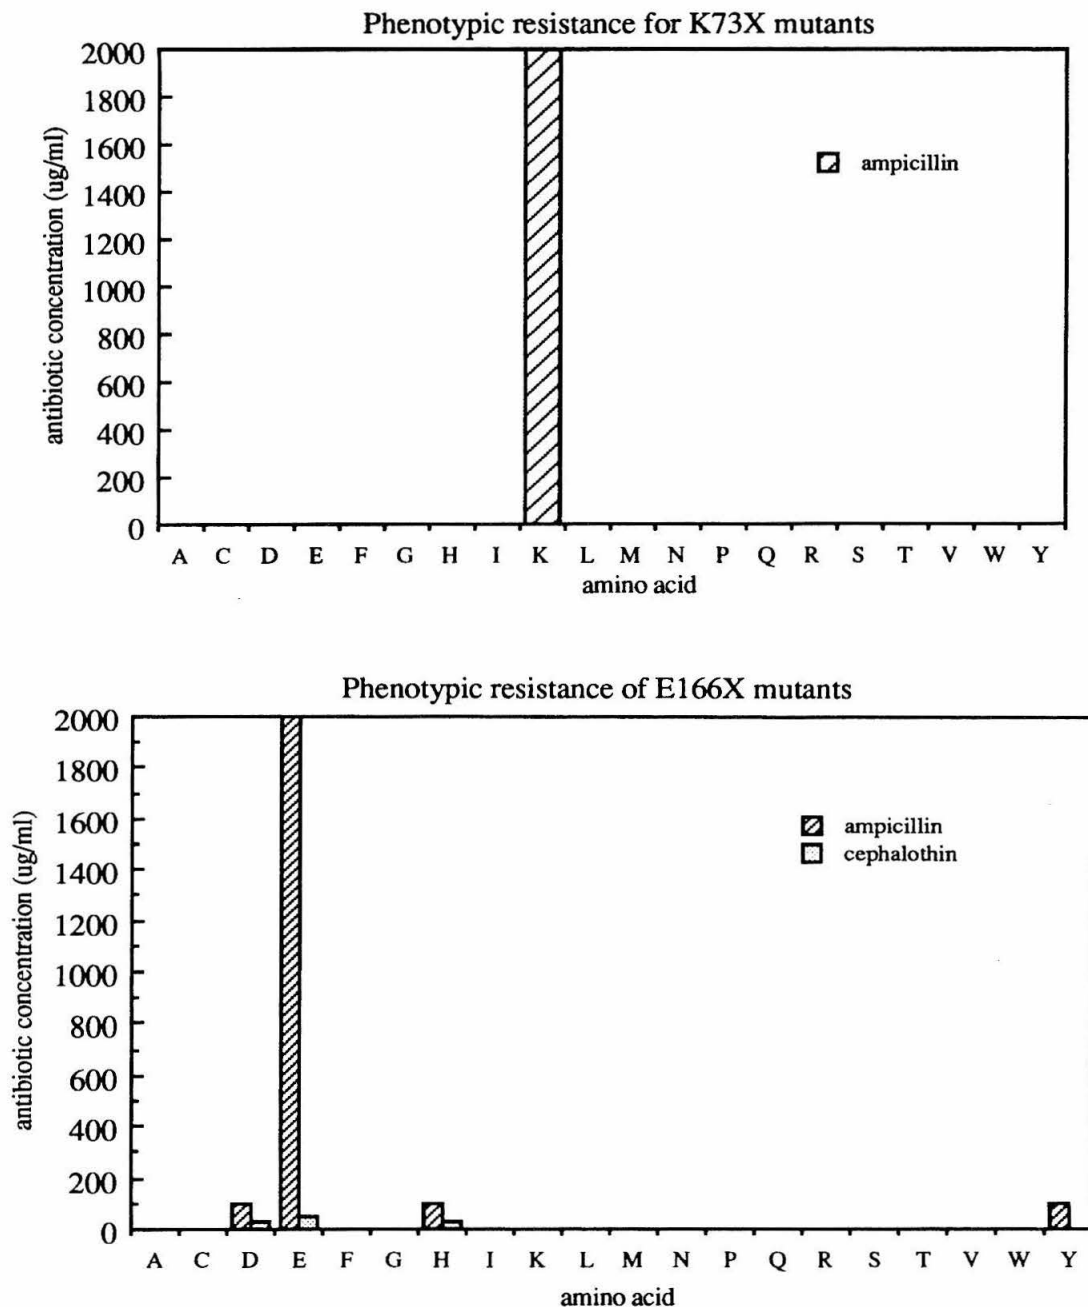 Phenotypic resistance for K73X mutants
antibiotic concentration (ug/ml)
2000
1800
1600
1400
1200
1000
800
600
400
200
0
ampicillin
A C D E F G H I K L M N P Q R S T V W Y
amino acid
Phenotypic resistance of E166X mutants
antibiotic concentration (ug/ml)
2000
1800
1600
1400
1200
1000
800
600
400
200
0
ampicillin
cephalothin
A C D E F G H I K L M N P Q R S T V W Y
amino acid